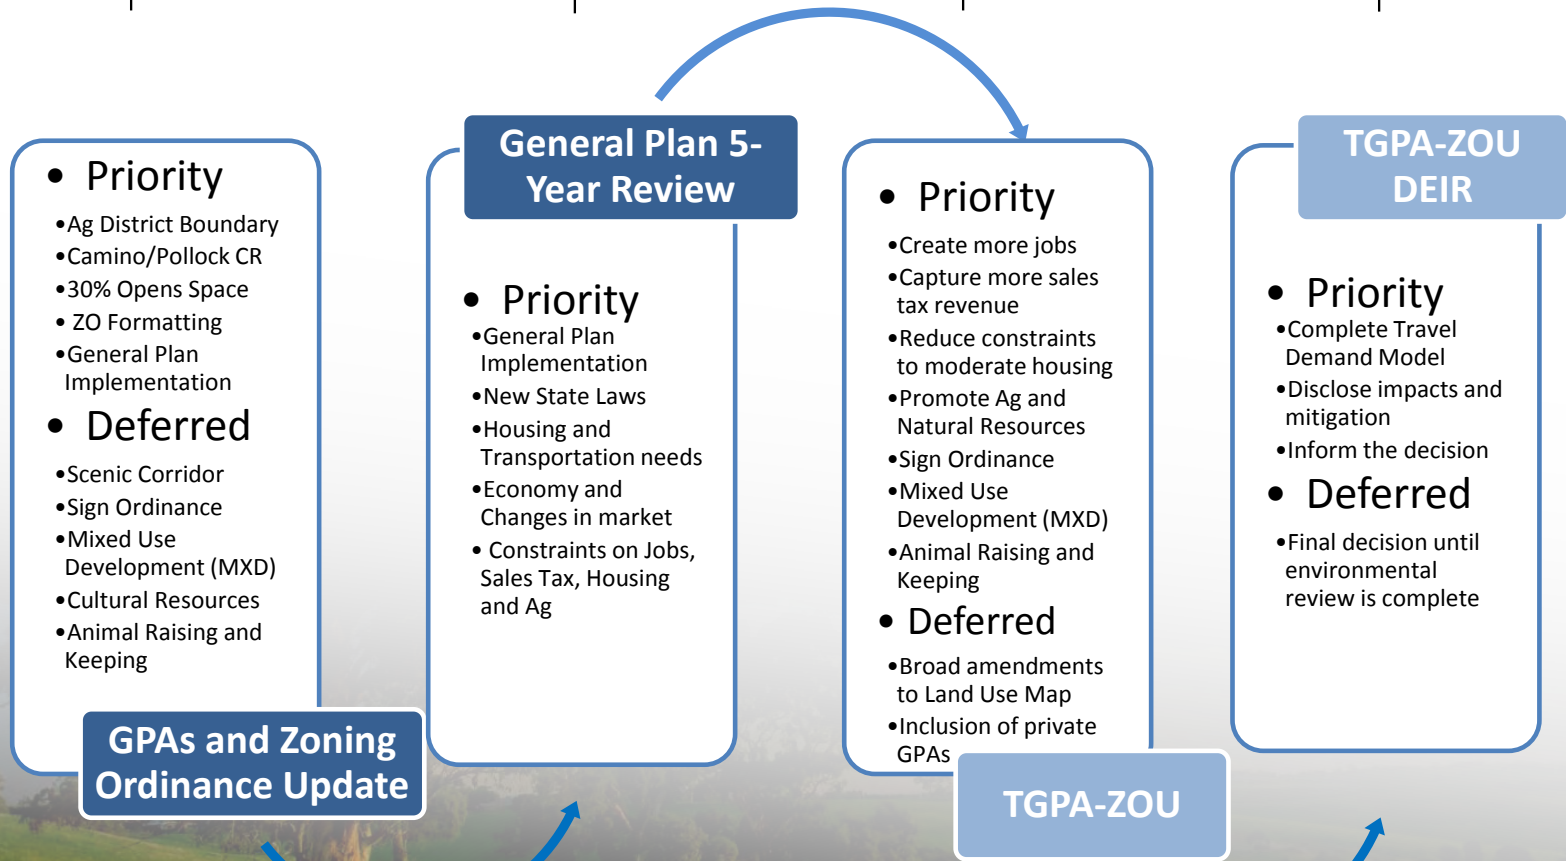 • Priority
•Ag District Boundary
•Camino/Pollock CR
•30% Opens Space
• ZO Formatting
•General Plan
Implementation
• Deferred
•Scenic Corridor
•Sign Ordinance
•Mixed Use
Development (MXD)
•Cultural Resources
•Animal Raising and
Keeping
GPAs and Zoning
Ordinance Update
General Plan 5-
Year Review
• Priority
•General Plan
Implementation
•New State Laws
•Housing and
Transportation needs
•Economy and
Changes in market
• Constraints on Jobs,
Sales Tax, Housing
and Ag
• Priority
•Create more jobs
•Capture more sales
tax revenue
•Reduce constraints
to moderate housing
•Promote Ag and
Natural Resources
•Sign Ordinance
•Mixed Use
Development (MXD)
•Animal Raising and
Keeping
• Deferred
•Broad amendments
to Land Use Map
•Inclusion of private
GPAs
TGPA-ZOU
TGPA-ZOU
DEIR
• Priority
•Complete Travel
Demand Model
•Disclose impacts and
mitigation
•Inform the decision
• Deferred
•Final decision until
environmental
review is complete